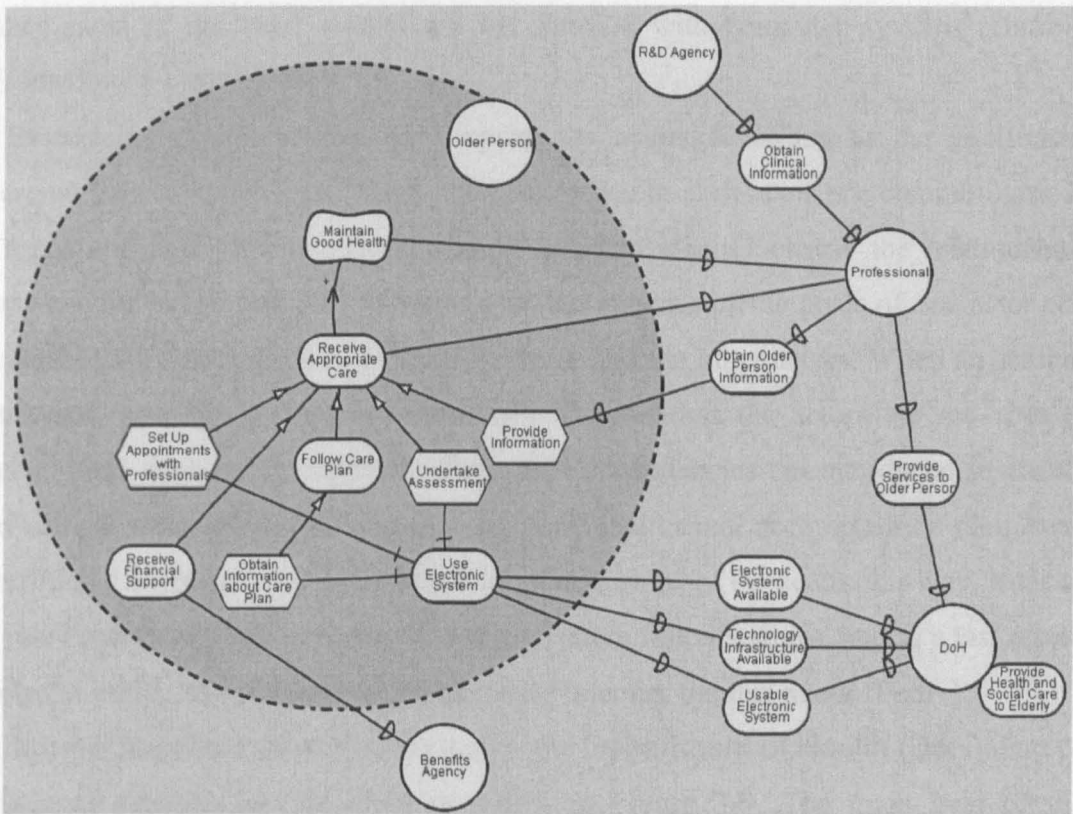 R&D Agency
Older Person
Obtain
Clinical
Information
Maintain
Good Health
Professional
Receive
Appropriate
Care
Obtain Older
Person
Information
Set Up
Appointments
with
Professionals
Follow Care
Plan
Undertake
Assessment
Provide
Information
Provide
Services to
Older Person
Receive
Financial
Support
Obtain
Information
about Care
Plan
Use
Electronic
System
Electronic
System
Available
Technology
Infrastructure
Available
Usable
Electronic
System
DoH
Provide
Health and
Social Care
to Elderly
Benefits
Agency